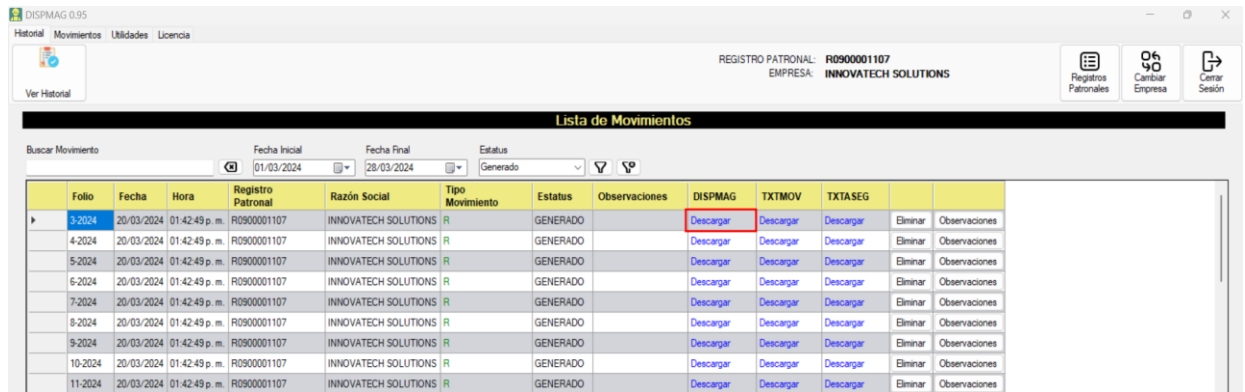 DISPMAG 0.95
Historial Movimientos Utilidades Licencia
Ver Historial
REGISTRO PATRONAL: R0900001107
EMPRESA: INNOVATECH SOLUTIONS
Registros Patronales
Cambiar Empresa
Cerrar Sesión
Lista de Movimientos
Buscar Movimiento Fecha Inicial Fecha Final Estatus
01/03/2024 28/03/2024 Generado
Folio Fecha Hora Registro Patronal Razón Social Tipo Movimiento Estatus Observaciones DISPMAG TXTMOV TXTASEG
3-2024 20/03/2024 01:42:49 p. m. R0900001107 INNOVATECH SOLUTIONS R GENERADO Descargar Descargar Descargar Eliminar Observaciones
4-2024 20/03/2024 01:42:49 p. m. R0900001107 INNOVATECH SOLUTIONS R GENERADO Descargar Descargar Descargar Eliminar Observaciones
5-2024 20/03/2024 01:42:49 p. m. R0900001107 INNOVATECH SOLUTIONS R GENERADO Descargar Descargar Descargar Eliminar Observaciones
6-2024 20/03/2024 01:42:49 p. m. R0900001107 INNOVATECH SOLUTIONS R GENERADO Descargar Descargar Descargar Eliminar Observaciones
7-2024 20/03/2024 01:42:49 p. m. R0900001107 INNOVATECH SOLUTIONS R GENERADO Descargar Descargar Descargar Eliminar Observaciones
8-2024 20/03/2024 01:42:49 p. m. R0900001107 INNOVATECH SOLUTIONS R GENERADO Descargar Descargar Descargar Eliminar Observaciones
9-2024 20/03/2024 01:42:49 p. m. R0900001107 INNOVATECH SOLUTIONS R GENERADO Descargar Descargar Descargar Eliminar Observaciones
10-2024 20/03/2024 01:42:49 p. m. R0900001107 INNOVATECH SOLUTIONS R GENERADO Descargar Descargar Descargar Eliminar Observaciones
11-2024 20/03/2024 01:42:49 p. m. R0900001107 INNOVATECH SOLUTIONS R GENERADO Descargar Descargar Descargar Eliminar Observaciones